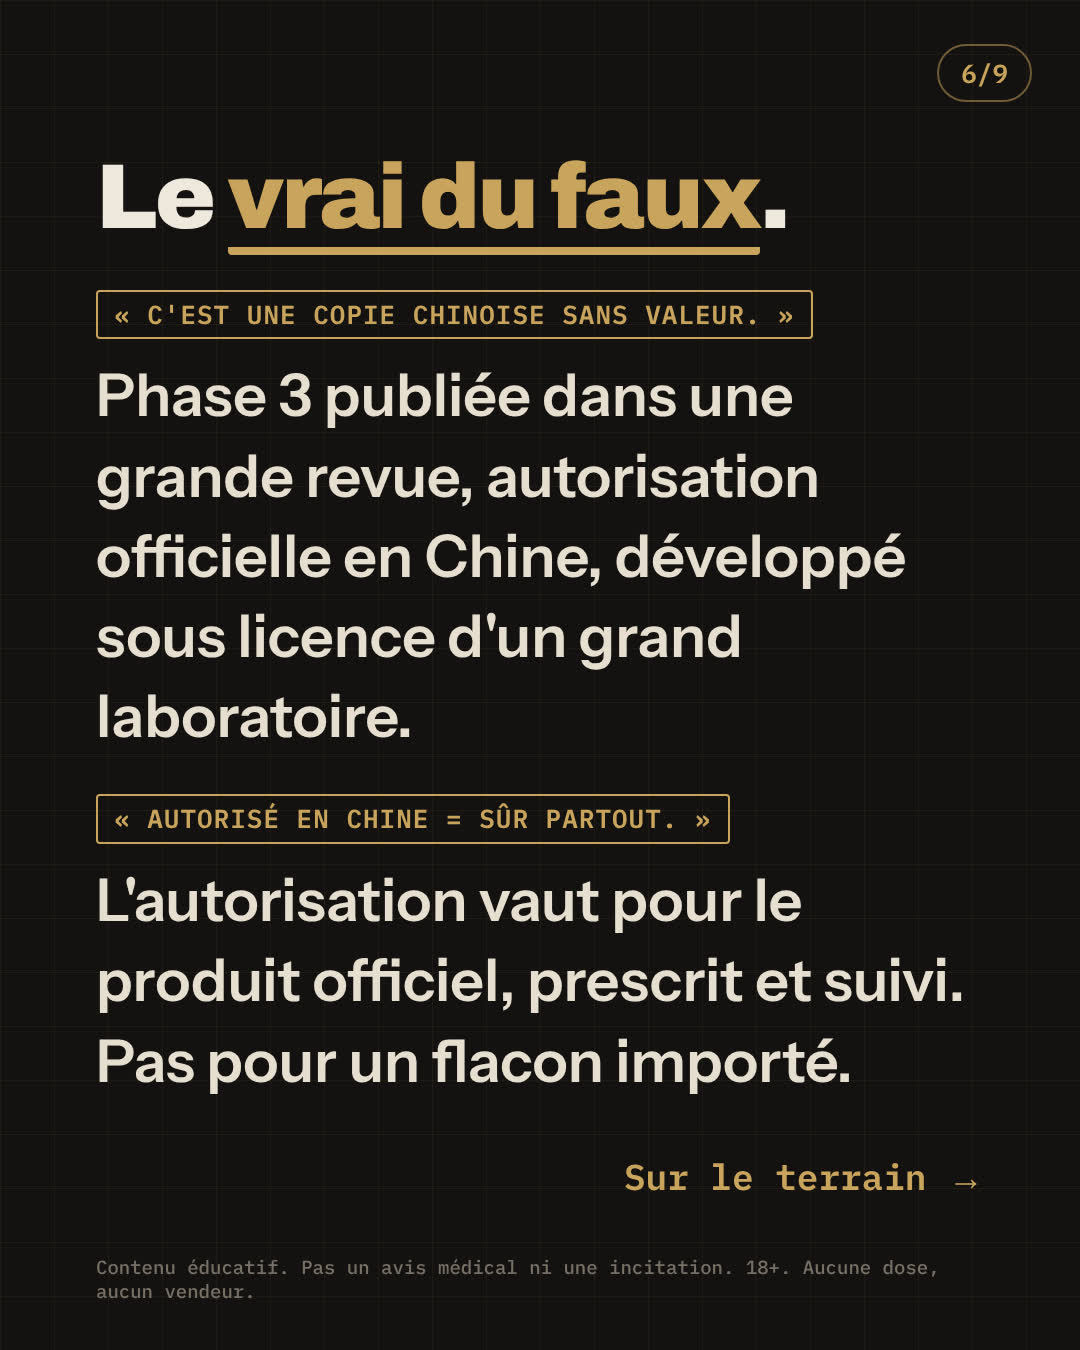 6/9
Le vrai du faux.
« C'EST UNE COPIE CHINOISE SANS VALEUR. »
Phase 3 publiée dans une
grande revue, autorisation
officielle en Chine, développé
sous licence d'un grand
laboratoire.
« AUTORISÉ EN CHINE = SÛR PARTOUT. »
L'autorisation vaut pour le
produit officiel, prescrit et suivi.
Pas pour un flacon importé.
Sur le terrain →
Contenu éducatif. Pas un avis médical ni une incitation. 18+. Aucune dose,
aucun vendeur.